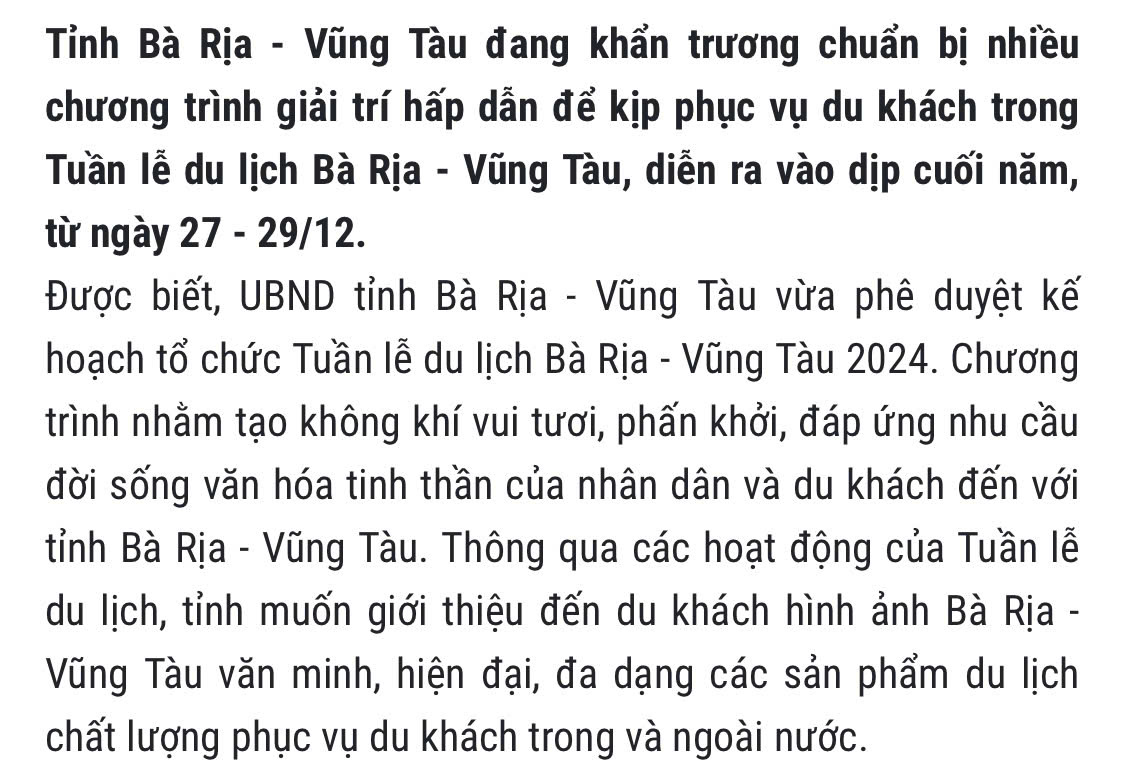 Tỉnh Bà Rịa - Vũng Tàu đang khẩn trương chuẩn bị nhiều
chương trình giải trí hấp dẫn để kịp phục vụ du khách trong
Tuần lễ du lịch Bà Rịa - Vũng Tàu, diễn ra vào dịp cuối năm,
từ ngày 27 - 29/12.
Được biết, UBND tỉnh Bà Rịa - Vũng Tàu vừa phê duyệt kế
hoạch tổ chức Tuần lễ du lịch Bà Rịa - Vũng Tàu 2024. Chương
trình nhằm tạo không khí vui tươi, phấn khởi, đáp ứng nhu cầu
đời sống văn hóa tinh thần của nhân dân và du khách đến với
tỉnh Bà Rịa - Vũng Tàu. Thông qua các hoạt động của Tuần lễ
du lịch, tỉnh muốn giới thiệu đến du khách hình ảnh Bà Rịa -
Vũng Tàu văn minh, hiện đại, đa dạng các sản phẩm du lịch
chất lượng phục vụ du khách trong và ngoài nước.